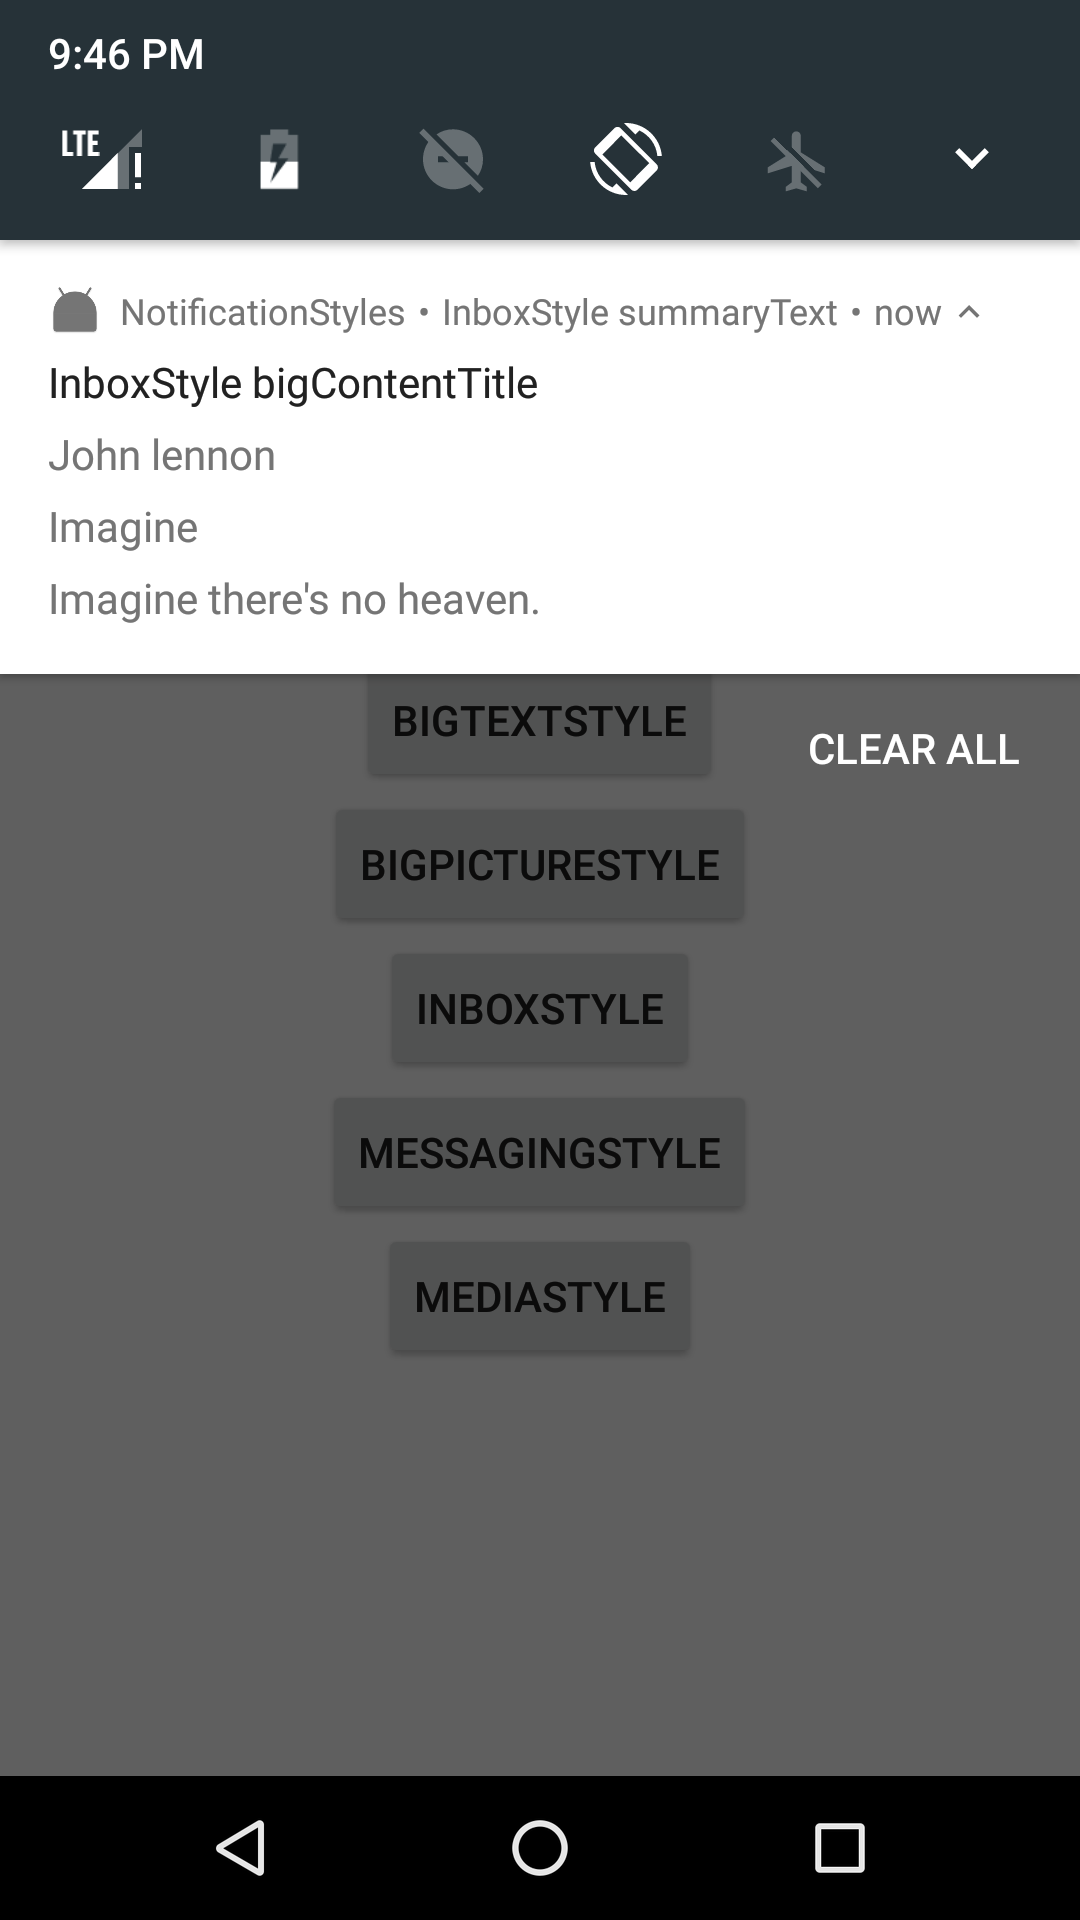 9:46 PM
LTE
NotificationStyles • InboxStyle summaryText • now
InboxStyle bigContentTitle
John lennon
Imagine
Imagine there's no heaven.
BIGTEXTSTYLE
CLEAR ALL
BIGPICTURESTYLE
INBOXSTYLE
MESSAGINGSTYLE
MEDIASTYLE